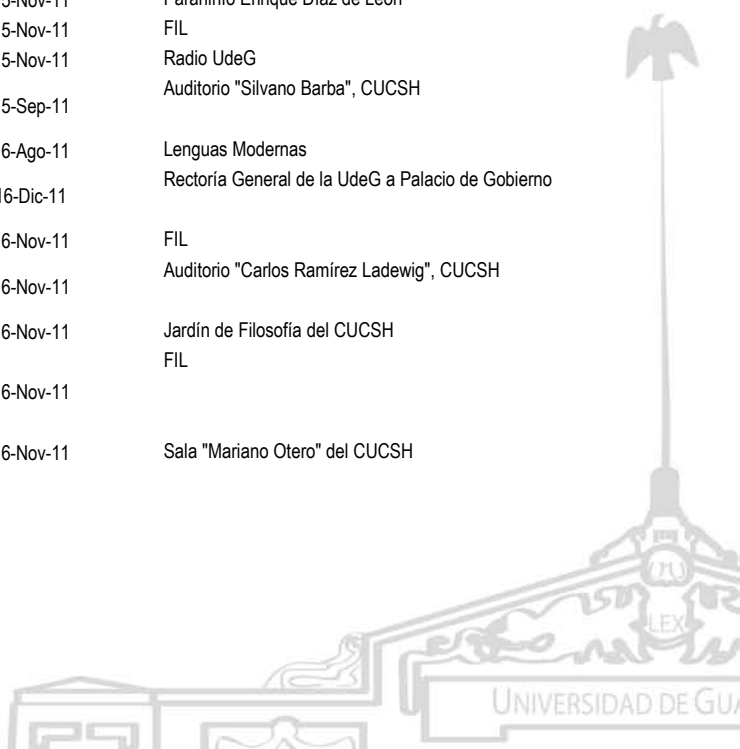 5-Nov-11 Paraninfo Enrique Díaz de León
5-Nov-11 FIL
5-Nov-11 Radio UdeG
5-Sep-11 Auditorio "Silvano Barba", CUCSH
6-Ago-11 Lenguas Modernas
16-Dic-11 Rectoría General de la UdeG a Palacio de Gobierno
6-Nov-11 FIL
6-Nov-11 Auditorio "Carlos Ramírez Ladewig", CUCSH
6-Nov-11 Jardín de Filosofía del CUCSH
6-Nov-11 FIL
6-Nov-11 Sala "Mariano Otero" del CUCSH
LEX
UNIVERSIDAD DE GUA